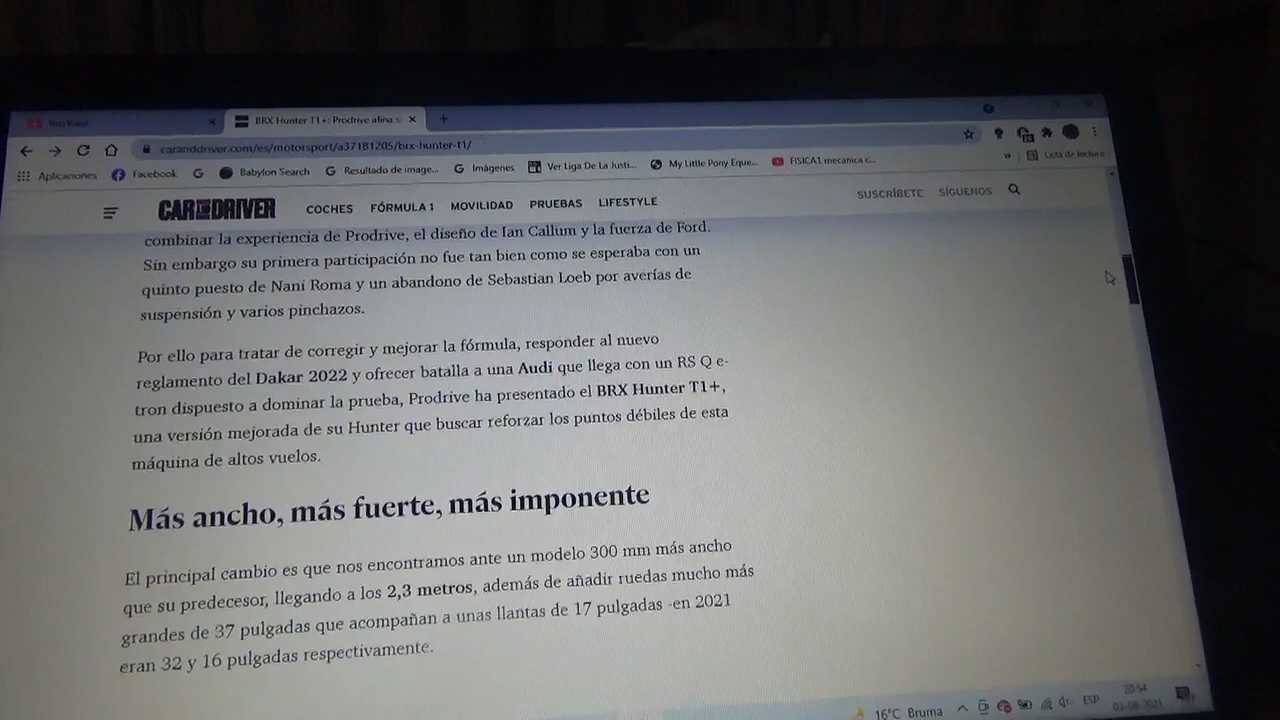 YouTube
BRX Hunter T1+: Prodrive afina s
caranddriver.com/es/motorsport/a37181205/brx-hunter-t1/
Aplicaciones Facebook Babylon Search Resultado de image... Imágenes Ver Liga De La Justi... My Little Pony Eque... FISICA1 mecanica c... » Lista de lectura
CAR AND DRIVER COCHES FÓRMULA 1 MOVILIDAD PRUEBAS LIFESTYLE SUSCRÍBETE SÍGUENOS
combinar la experiencia de Prodrive, el diseño de Ian Callum y la fuerza de Ford.
Sin embargo su primera participación no fue tan bien como se esperaba con un
quinto puesto de Nani Roma y un abandono de Sebastian Loeb por averías de
suspensión y varios pinchazos.
Por ello para tratar de corregir y mejorar la fórmula, responder al nuevo
reglamento del Dakar 2022 y ofrecer batalla a una Audi que llega con un RS Q e-
tron dispuesto a dominar la prueba, Prodrive ha presentado el BRX Hunter T1+,
una versión mejorada de su Hunter que buscar reforzar los puntos débiles de esta
máquina de altos vuelos.
Más ancho, más fuerte, más imponente
El principal cambio es que nos encontramos ante un modelo 300 mm más ancho
que su predecesor, llegando a los 2,3 metros, además de añadir ruedas mucho más
grandes de 37 pulgadas que acompañan a unas llantas de 17 pulgadas -en 2021
eran 32 y 16 pulgadas respectivamente.
16°C Bruma ESP 20:54
03-08-2021